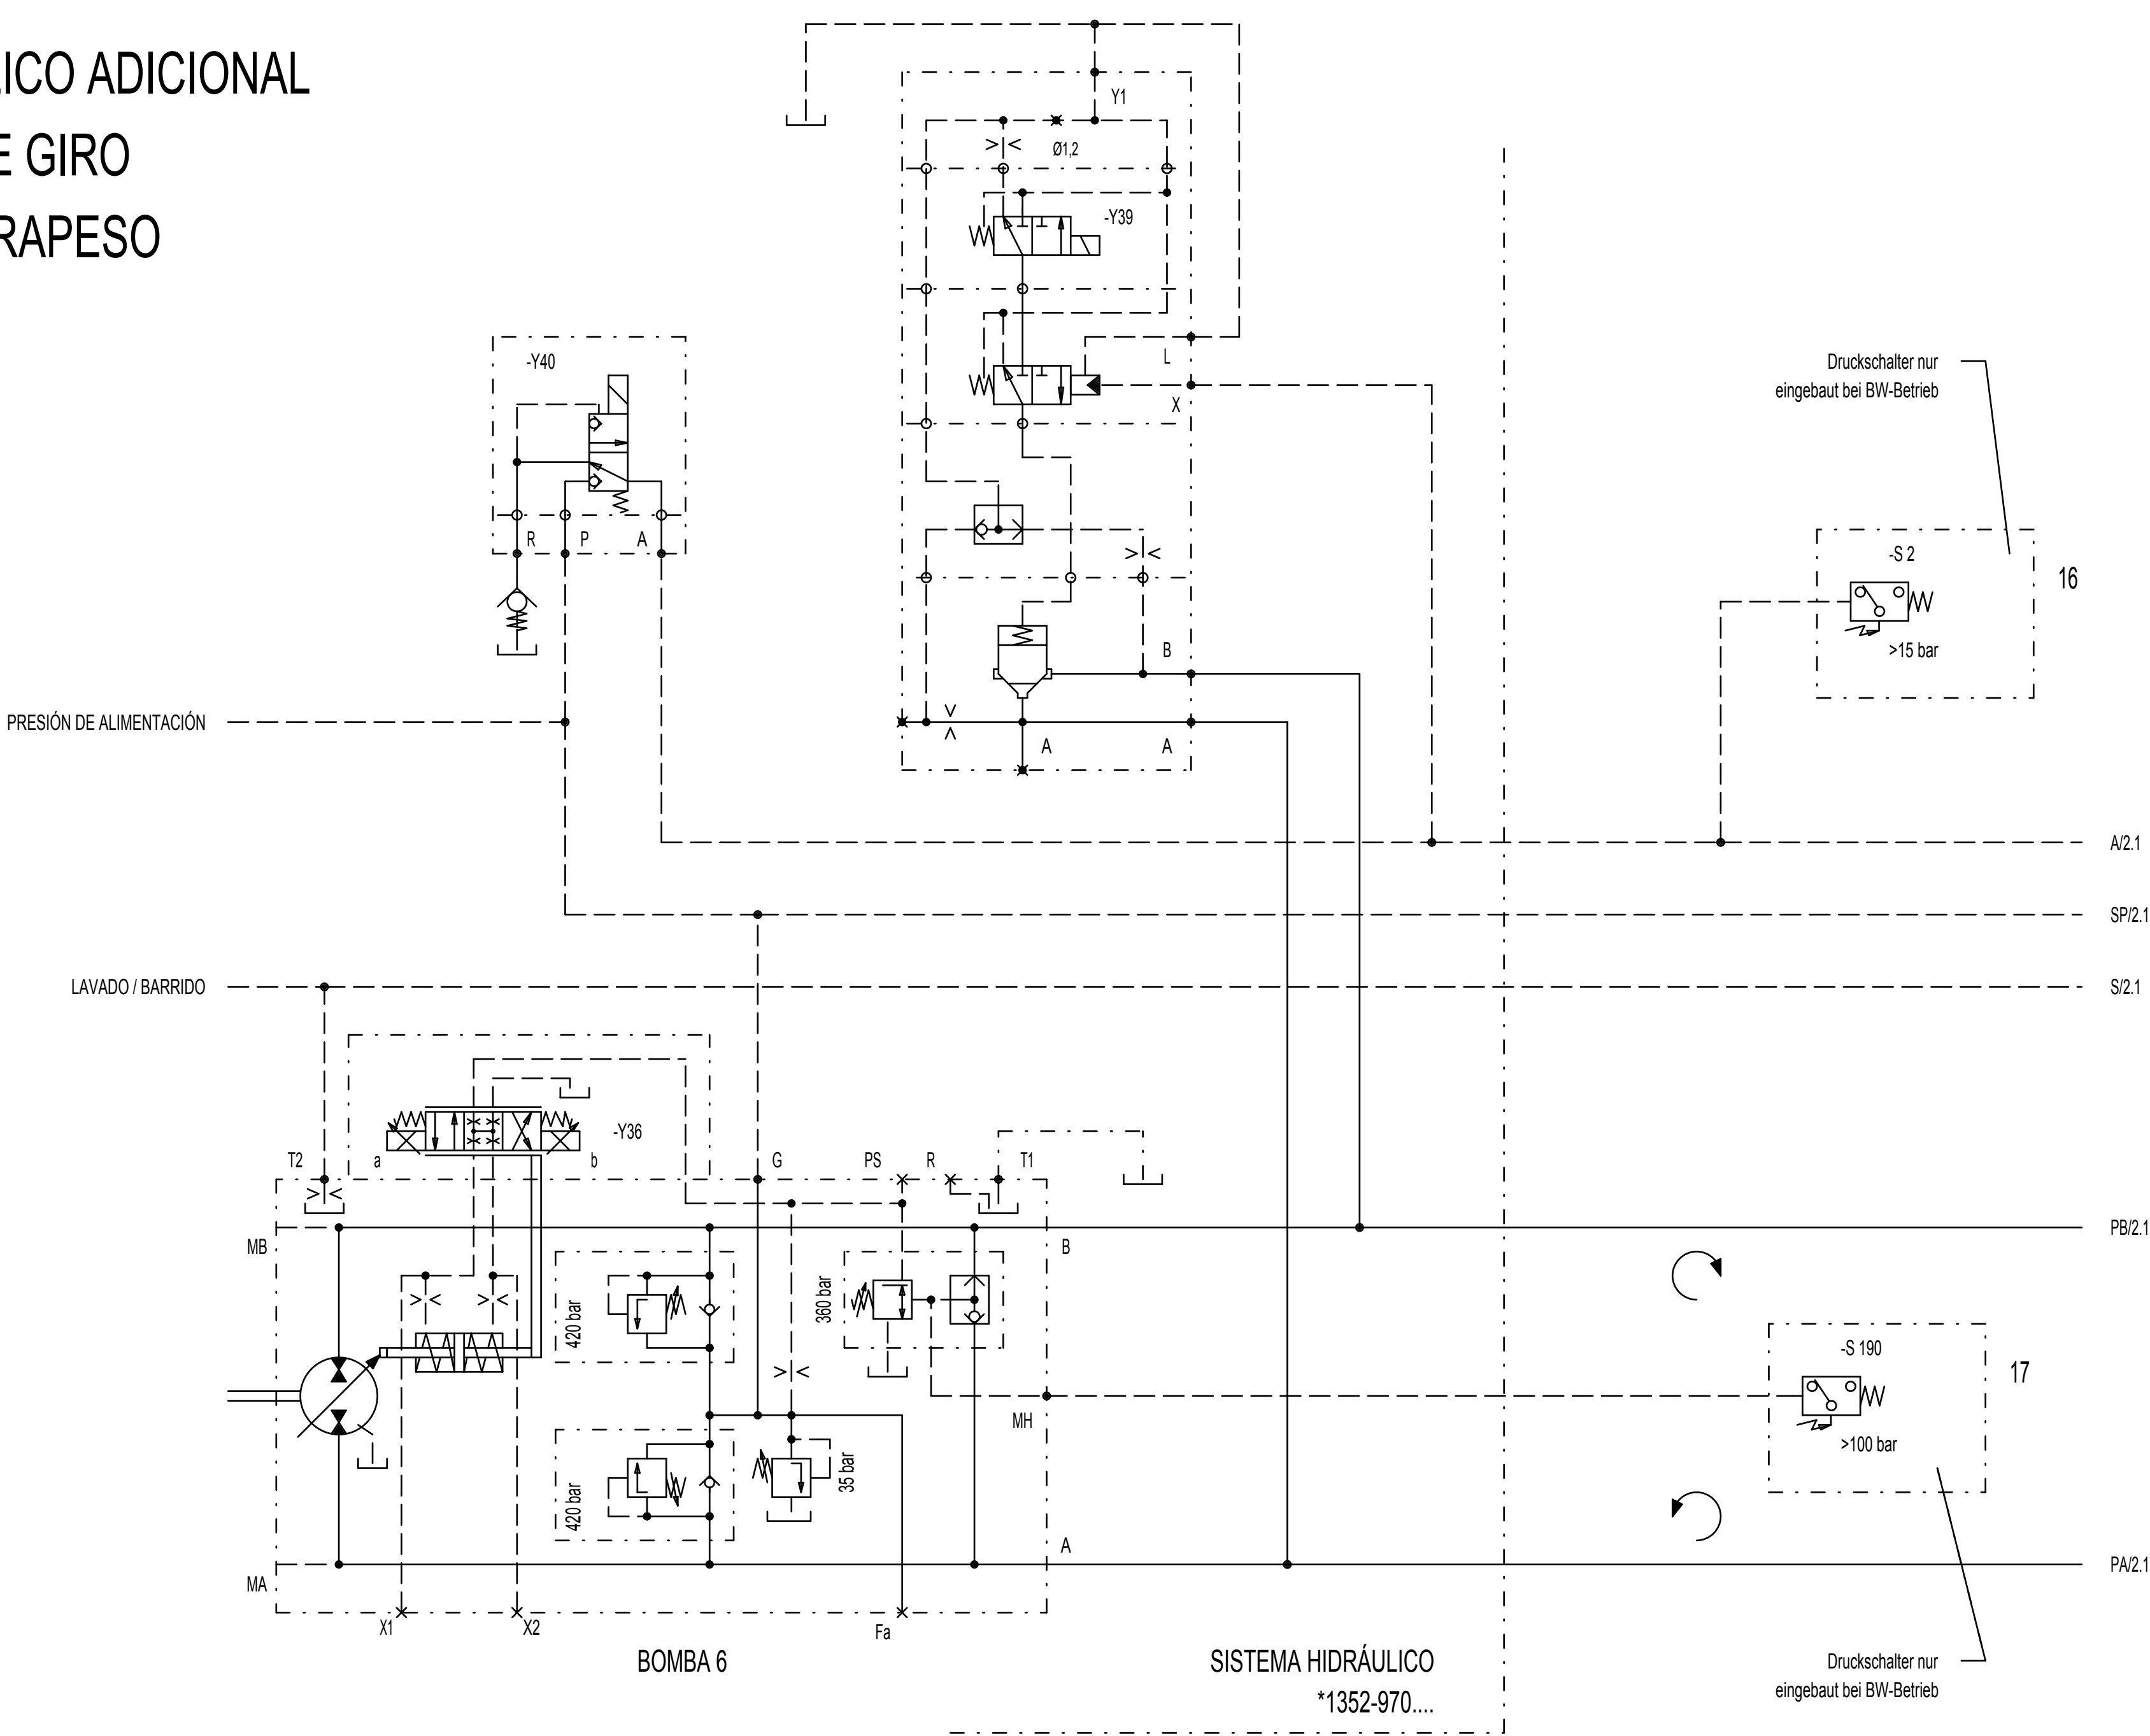 LICO ADICIONAL
E GIRO
RAPESO
Y1
Ø1,2
-Y39
-Y40
L
X
Druckschalter nur
eingebaut bei BW-Betrieb
R
P
A
-S 2
16
>15 bar
B
PRESIÓN DE ALIMENTACIÓN
A
A
A/2.1
SP/2.1
LAVADO / BARRIDO
S/2.1
-Y36
T2
a
b
G
PS
R
T1
MB
B
PB/2.1
420 bar
360 bar
-S 190
17
MH
>100 bar
420 bar
35 bar
A
MA
PA/2.1
X1
X2
Fa
BOMBA 6
SISTEMA HIDRÁULICO
*1352-970....
Druckschalter nur
eingebaut bei BW-Betrieb